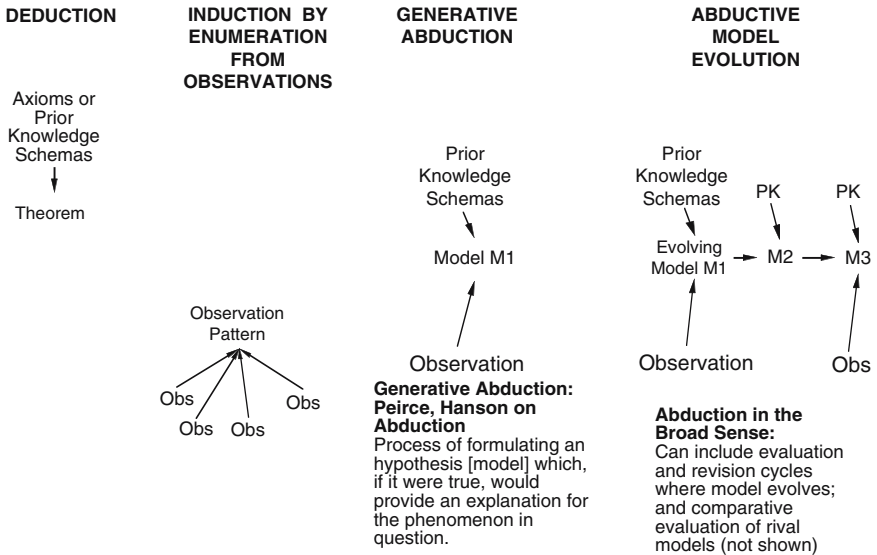 DEDUCTION
INDUCTION BY
ENUMERATION
FROM
OBSERVATIONS
GENERATIVE
ABDUCTION
ABDUCTIVE
MODEL
EVOLUTION
Axioms or
Prior
Knowledge
Schemas
Theorem
Observation
Pattern
Obs
Obs
Obs
Obs
Prior
Knowledge
Schemas
Model M1
Observation
Generative Abduction:
Peirce, Hanson on
Abduction
Process of formulating an
hypothesis [model] which,
if it were true, would
provide an explanation for
the phenomenon in
question.
Prior
Knowledge
Schemas
PK
PK
Evolving
Model M1
M2
M3
Observation
Obs
Abduction in the
Broad Sense:
Can include evaluation
and revision cycles
where model evolves;
and comparative
evaluation of rival
models (not shown)